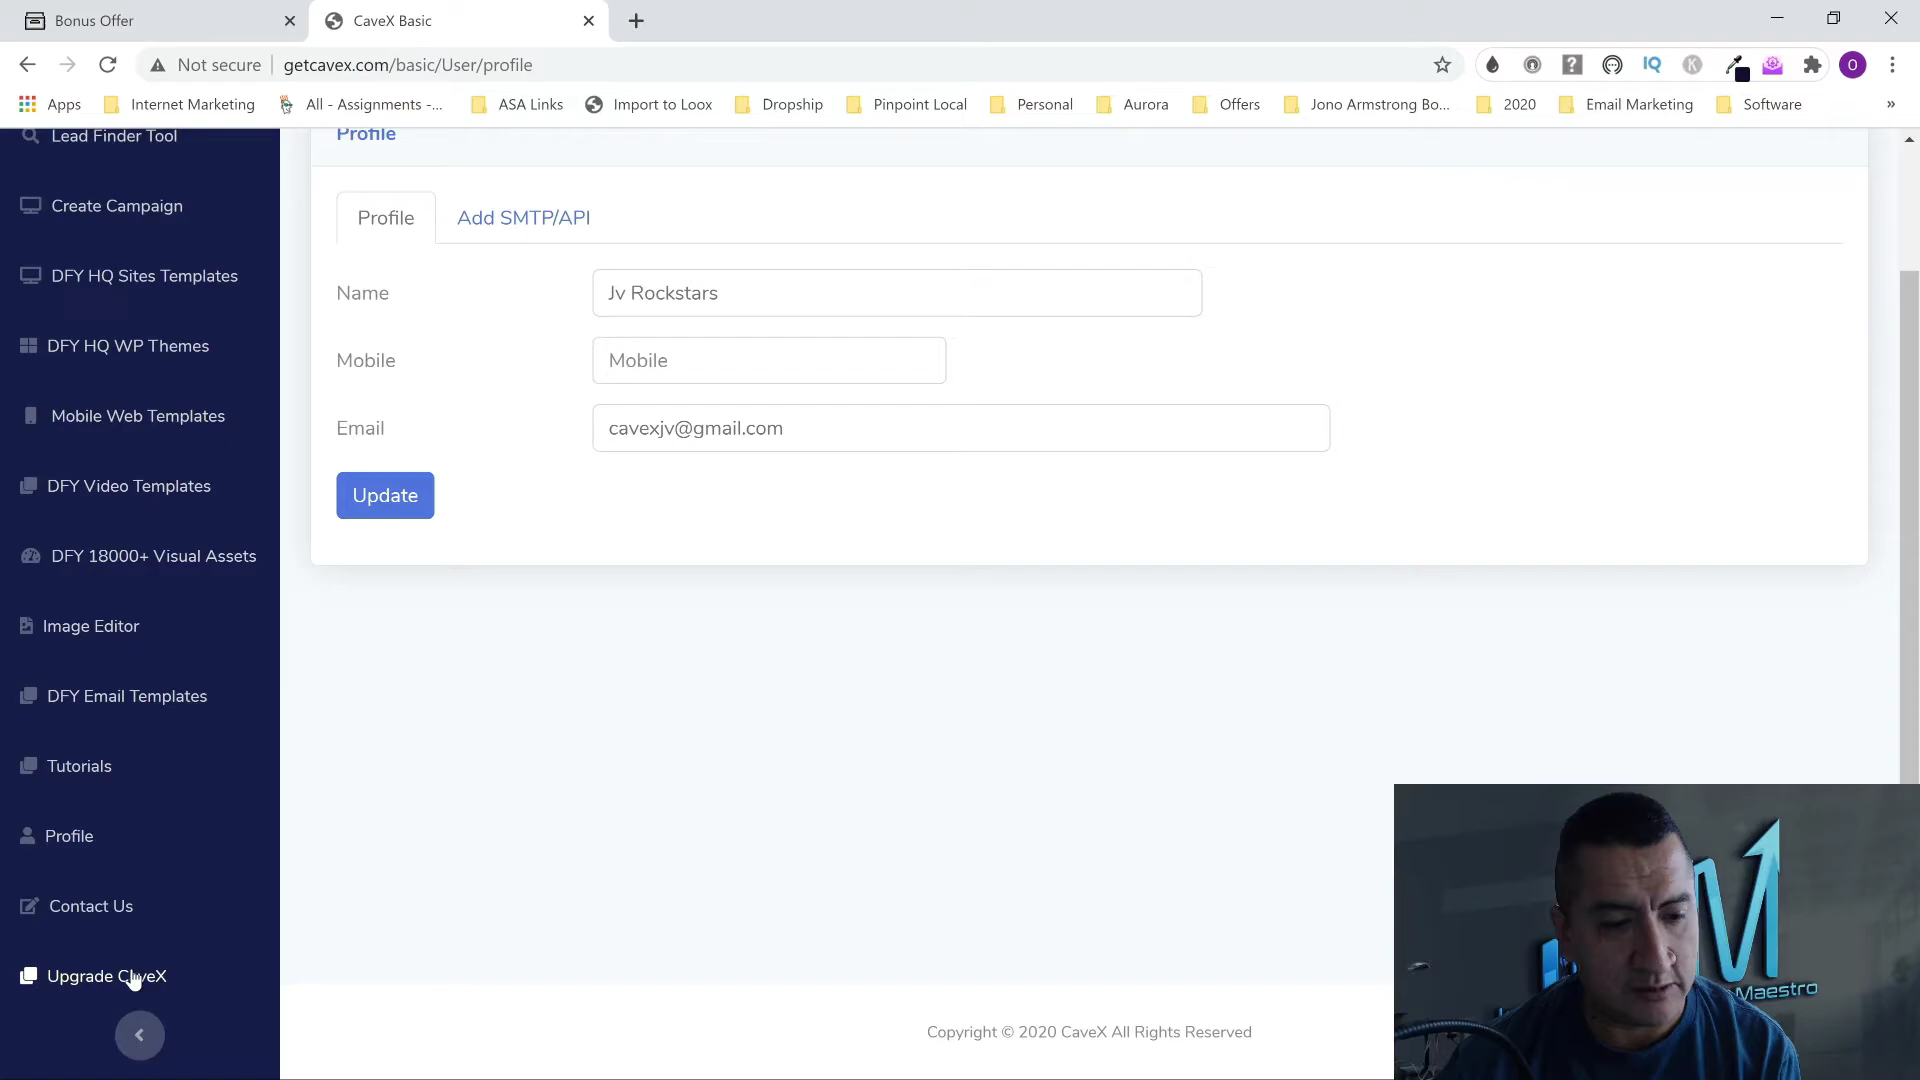 Bonus Offer
CaveX Basic
Not secure
getcavex.com/basic/User/profile
IQ
K
O
Apps
Internet Marketing
All - Assignments -...
ASA Links
Import to Loox
Dropship
Pinpoint Local
Personal
Aurora
Offers
Jono Armstrong Bo...
2020
Email Marketing
Software
»
Lead Finder Tool
Create Campaign
DFY HQ Sites Templates
DFY HQ WP Themes
Mobile Web Templates
DFY Video Templates
DFY 18000+ Visual Assets
Image Editor
DFY Email Templates
Tutorials
Profile
Contact Us
Upgrade CaveX
Profile
Profile
Add SMTP/API
Name
Jv Rockstars
Mobile
Mobile
Email
cavexjv@gmail.com
Update
Copyright © 2020 CaveX All Rights Reserved
Maestro